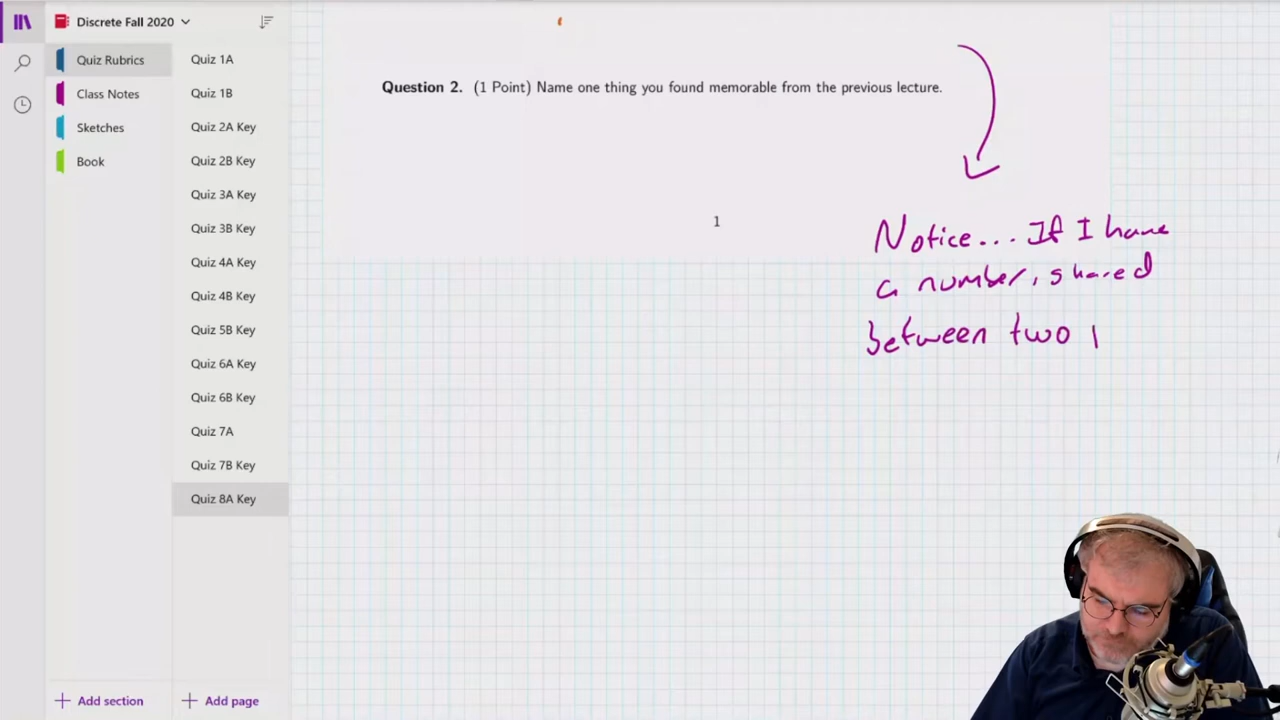 Discrete Fall 2020
Quiz Rubrics
Class Notes
Sketches
Book
Quiz 1A
Quiz 1B
Quiz 2A Key
Quiz 2B Key
Quiz 3A Key
Quiz 3B Key
Quiz 4A Key
Quiz 4B Key
Quiz 5B Key
Quiz 6A Key
Quiz 6B Key
Quiz 7A
Quiz 7B Key
Quiz 8A Key
Add section
Add page
Question 2. (1 Point) Name one thing you found memorable from the previous lecture.
1
Notice... If I have
a number, shared
between two